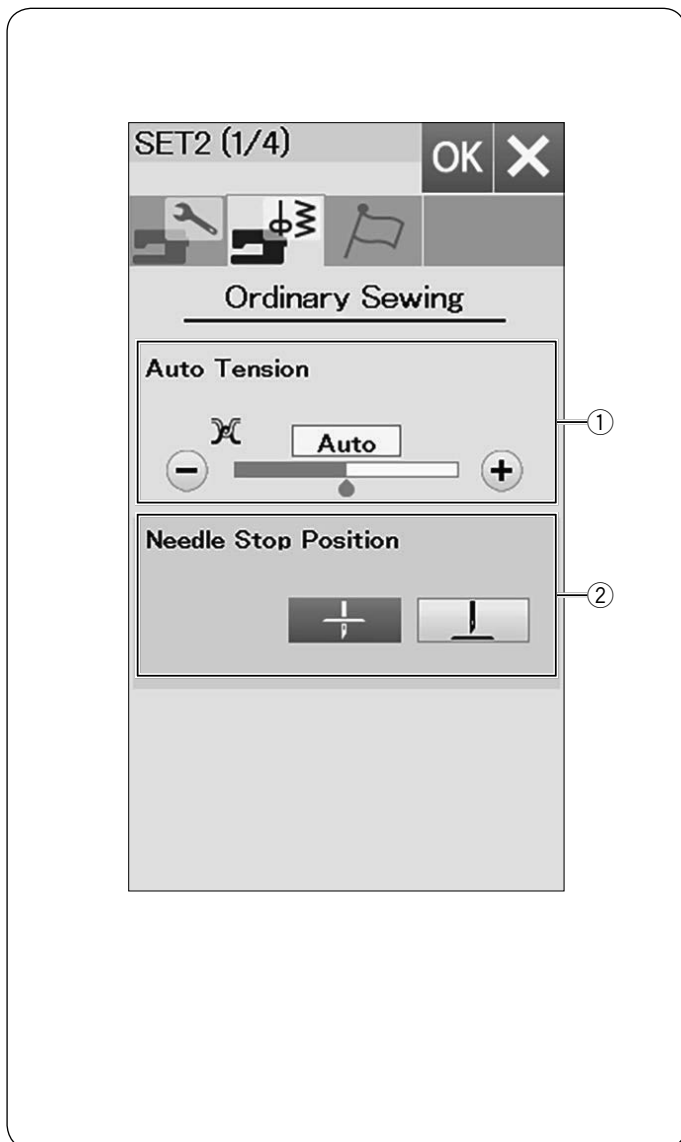 SET2 (1/4)
OK
Ordinary Sewing
Auto Tension
①
Auto
Needle Stop Position
②